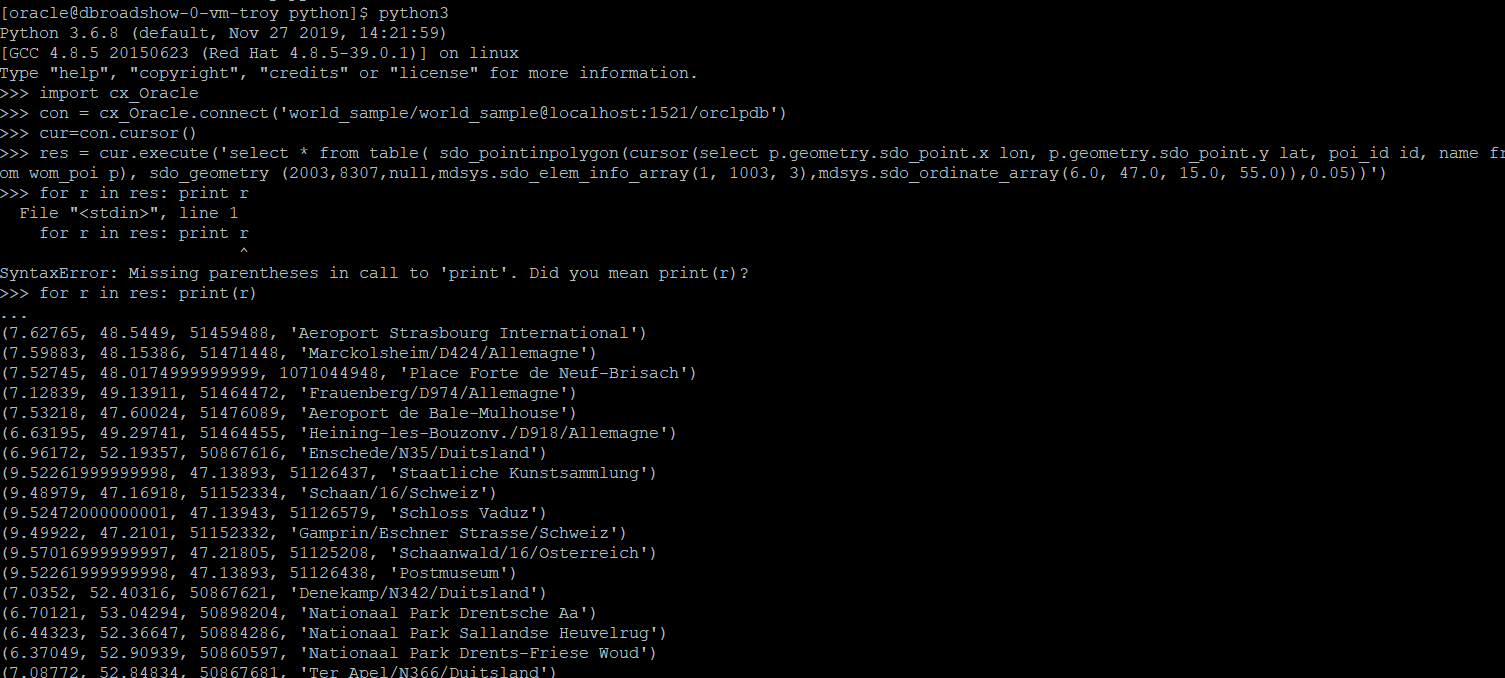 [oracle@dbroadshow-0-vm-troy python]$ python3
Python 3.6.8 (default, Nov 27 2019, 14:21:59)
[GCC 4.8.5 20150623 (Red Hat 4.8.5-39.0.1)] on linux
Type "help", "copyright", "credits" or "license" for more information.
>>> import cx_Oracle
>>> con = cx_Oracle.connect('world_sample/world_sample@localhost:1521/orclpdb')
>>> cur=con.cursor()
>>> res = cur.execute('select * from table( sdo_pointinpolygon(cursor(select p.geometry.sdo_point.x lon, p.geometry.sdo_point.y lat, poi_id id, name fr
om wom_poi p), sdo_geometry (2003,8307,null,mdsys.sdo_elem_info_array(1, 1003, 3),mdsys.sdo_ordinate_array(6.0, 47.0, 15.0, 55.0)),0.05))')
>>> for r in res: print r
  File "<stdin>", line 1
    for r in res: print r
                        ^
SyntaxError: Missing parentheses in call to 'print'. Did you mean print(r)?
>>> for r in res: print(r)
...
(7.62765, 48.5449, 51459488, 'Aeroport Strasbourg International')
(7.59883, 48.15386, 51471448, 'Marckolsheim/D424/Allemagne')
(7.52745, 48.0174999999999, 1071044948, 'Place Forte de Neuf-Brisach')
(7.12839, 49.13911, 51464472, 'Frauenberg/D974/Allemagne')
(7.53218, 47.60024, 51476089, 'Aeroport de Bale-Mulhouse')
(6.63195, 49.29741, 51464455, 'Heining-les-Bouzonv./D918/Allemagne')
(6.96172, 52.19357, 50867616, 'Enschede/N35/Duitsland')
(9.52261999999998, 47.13893, 51126437, 'Staatliche Kunstsammlung')
(9.48979, 47.16918, 51152334, 'Schaan/16/Schweiz')
(9.52472000000001, 47.13943, 51126579, 'Schloss Vaduz')
(9.49922, 47.2101, 51152332, 'Gamprin/Eschner Strasse/Schweiz')
(9.57016999999997, 47.21805, 51125208, 'Schaanwald/16/Osterreich')
(9.52261999999998, 47.13893, 51126438, 'Postmuseum')
(7.0352, 52.40316, 50867621, 'Denekamp/N342/Duitsland')
(6.70121, 53.04294, 50898204, 'Nationaal Park Drentsche Aa')
(6.44323, 52.36647, 50884286, 'Nationaal Park Sallandse Heuvelrug')
(6.37049, 52.90939, 50860597, 'Nationaal Park Drents-Friese Woud')
(7.08772, 52.84834, 50867681, 'Ter Apel/N366/Duitsland')